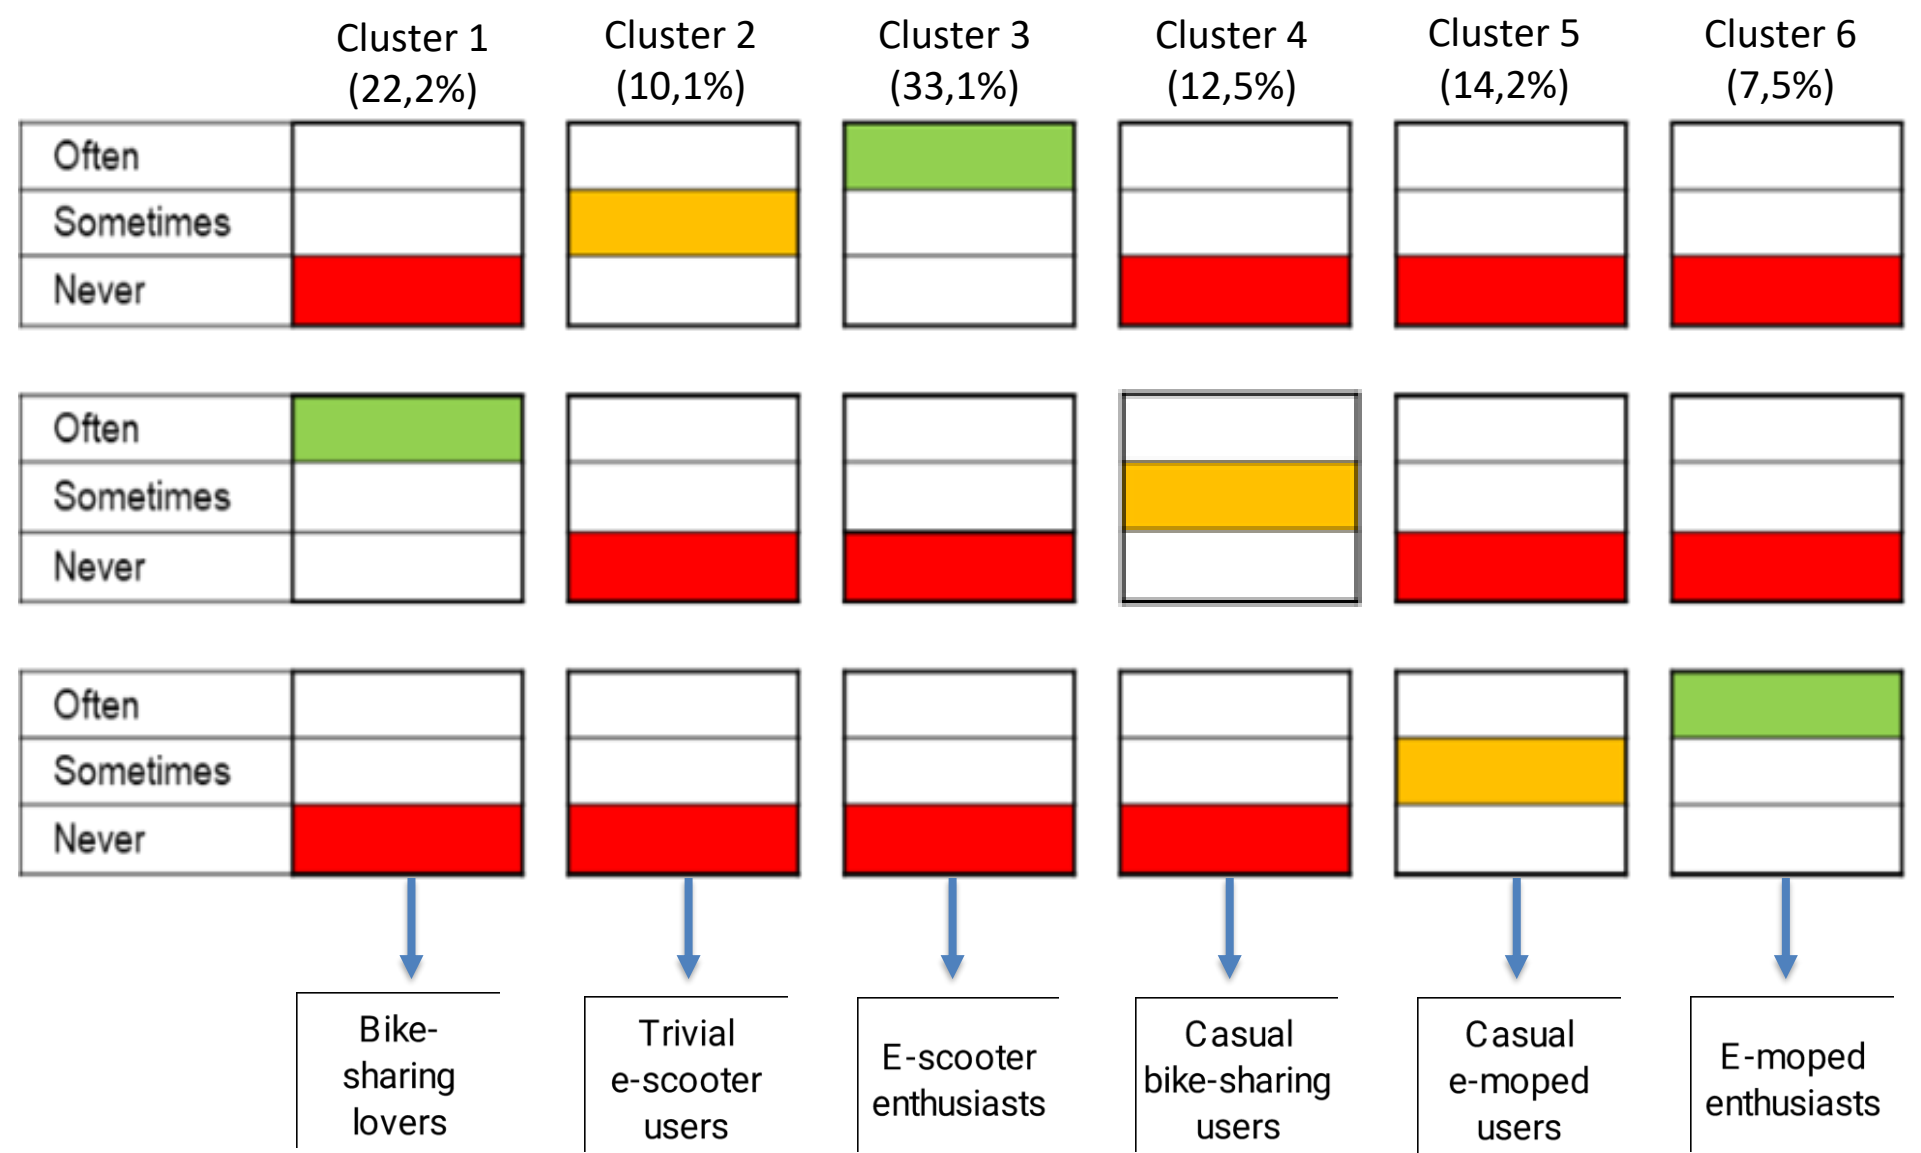 Cluster 1
(22,2%)
Cluster 2
(10,1%)
Cluster 3
(33,1%)
Cluster 4
(12,5%)
Cluster 5
(14,2%)
Cluster 6
(7,5%)
Often
Sometimes
Never
Often
Sometimes
Never
Often
Sometimes
Never
Bike-
sharing
lovers
Trivial
e-scooter
users
E-scooter
enthusiasts
Casual
bike-sharing
users
Casual
e-moped
users
E-moped
enthusiasts